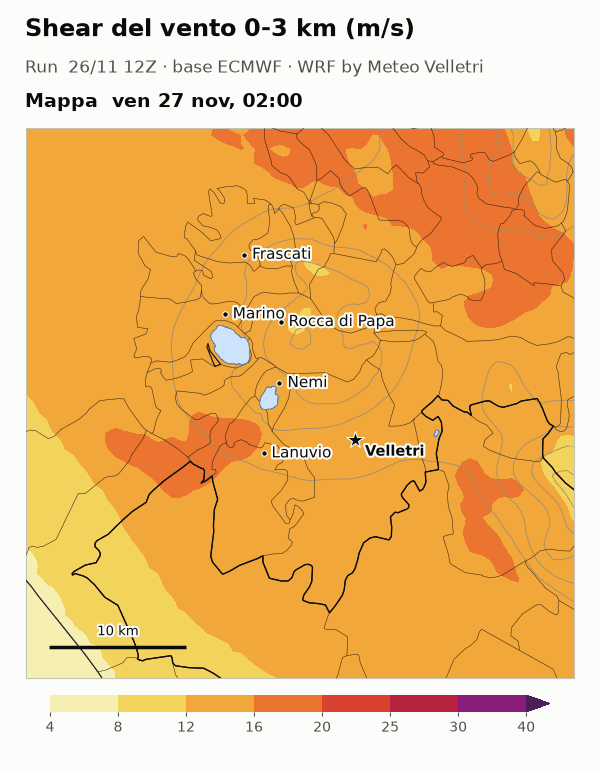 Shear del vento 0-3 km (m/s)
Run  26/11 12Z · base ECMWF · WRF by Meteo Velletri
Mappa  ven 27 nov, 02:00
Frascati
Marino
Rocca di Papa
Nemi
Velletri
Lanuvio
10 km
4 8 12 16 20 25 30 40